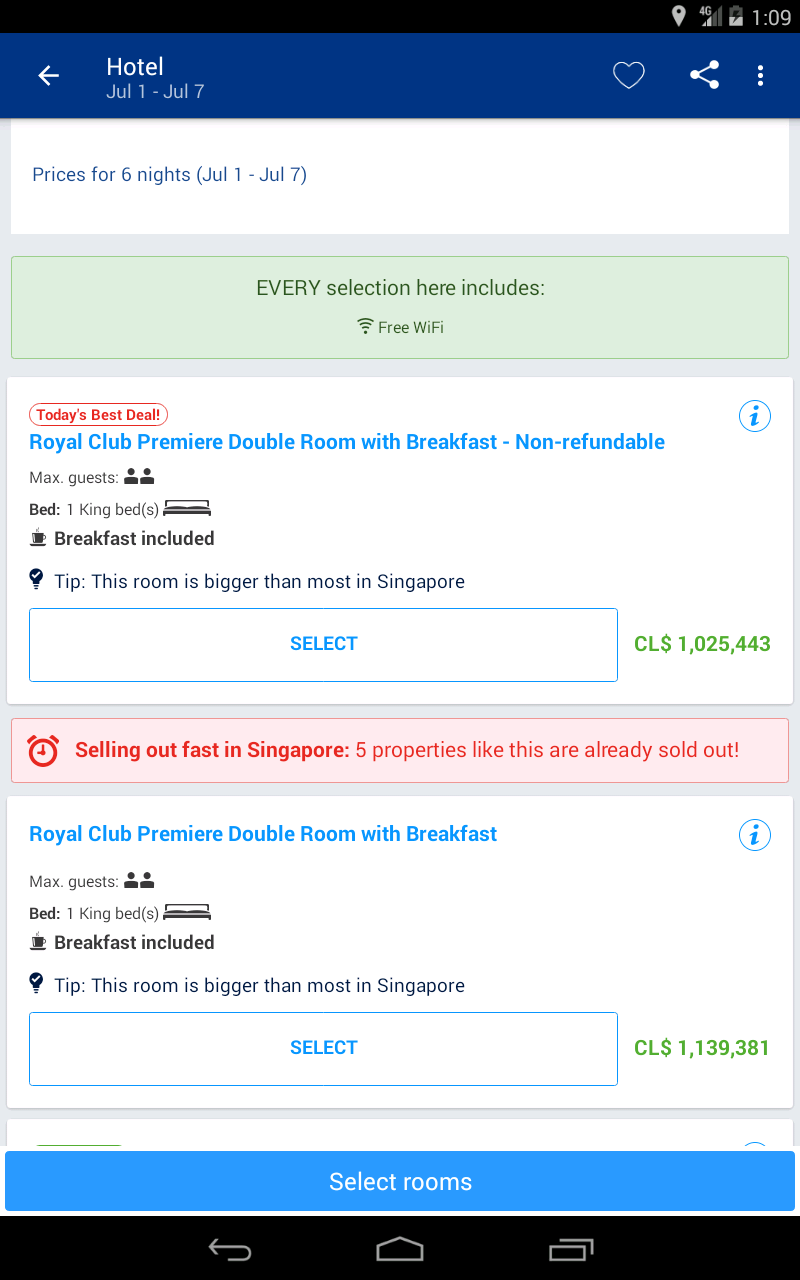 4G 1:09
Hotel
Jul 1 - Jul 7
Prices for 6 nights (Jul 1 - Jul 7)
EVERY selection here includes:
Free WiFi
Today's Best Deal!
Royal Club Premiere Double Room with Breakfast - Non-refundable
Max. guests:
Bed: 1 King bed(s)
Breakfast included
Tip: This room is bigger than most in Singapore
SELECT CL$ 1,025,443
Selling out fast in Singapore: 5 properties like this are already sold out!
Royal Club Premiere Double Room with Breakfast
Max. guests:
Bed: 1 King bed(s)
Breakfast included
Tip: This room is bigger than most in Singapore
SELECT CL$ 1,139,381
Select rooms